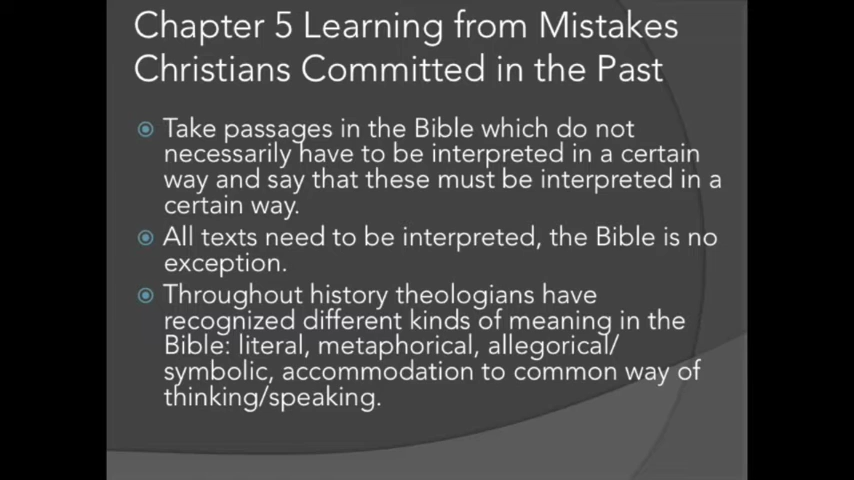 Chapter 5 Learning from Mistakes
Christians Committed in the Past
Take passages in the Bible which do not
necessarily have to be interpreted in a certain
way and say that these must be interpreted in a
certain way.
All texts need to be interpreted, the Bible is no
exception.
Throughout history theologians have
recognized different kinds of meaning in the
Bible: literal, metaphorical, allegorical/
symbolic, accommodation to common way of
thinking/speaking.